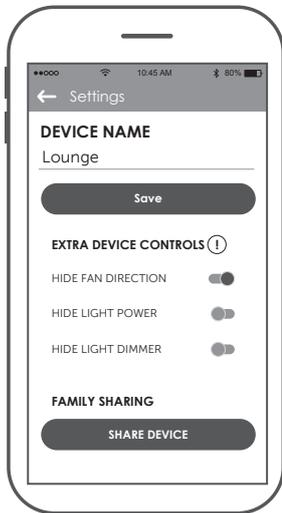 10:45 AM 80%
Settings
DEVICE NAME
Lounge
Save
EXTRA DEVICE CONTROLS !
HIDE FAN DIRECTION
HIDE LIGHT POWER
HIDE LIGHT DIMMER
FAMILY SHARING
SHARE DEVICE